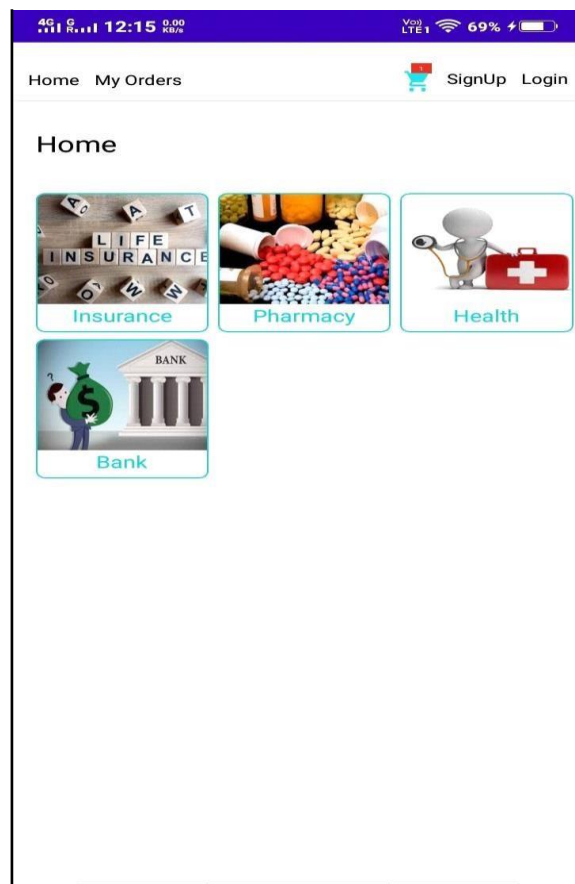 4G R 12:15 0.00 KB/s VoD LTE1 69%
Home My Orders SignUp Login
Home
LIFE
INSURANCE
Insurance
Pharmacy
Health
BANK
Bank